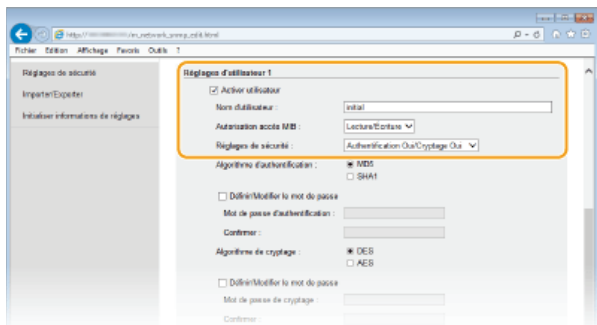 http://
/m_network_snmp_edit.html
Fichier Edition Affichage Favoris Outils ?
Réglages de sécurité
Importer/Exporter
Initialiser informations de réglages
Réglages d'utilisateur 1
Activer utilisateur
Nom d'utilisateur :
initial
Autorisation accès MIB :
Lecture/Ecriture
Réglages de sécurité :
Authentification Oui/Cryptage Oui
Algorithme d'authentification :
MD5
SHA1
Définir/Modifier le mot de passe
Mot de passe d'authentification :
Confirmer :
Algorithme de cryptage :
DES
AES
Définir/Modifier le mot de passe
Mot de passe de cryptage :
Confirmer :